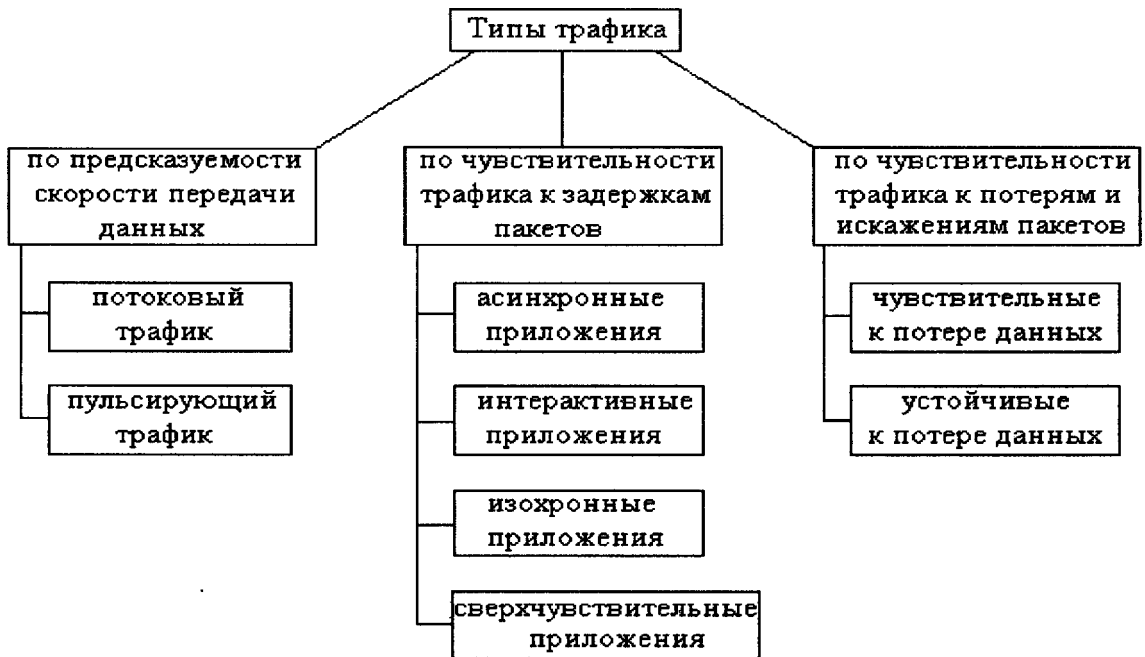 Типы трафика
по предсказуемости
скорости передачи
данных
потоковый
трафик
пульсирующий
трафик
по чувствительности
трафика к задержкам
пакетов
асинхронные
приложения
интерактивные
приложения
изохронные
приложения
сверхчувствительные
приложения
по чувствительности
трафика к потерям и
искажениям пакетов
чувствительные
к потере данных
устойчивые
к потере данных